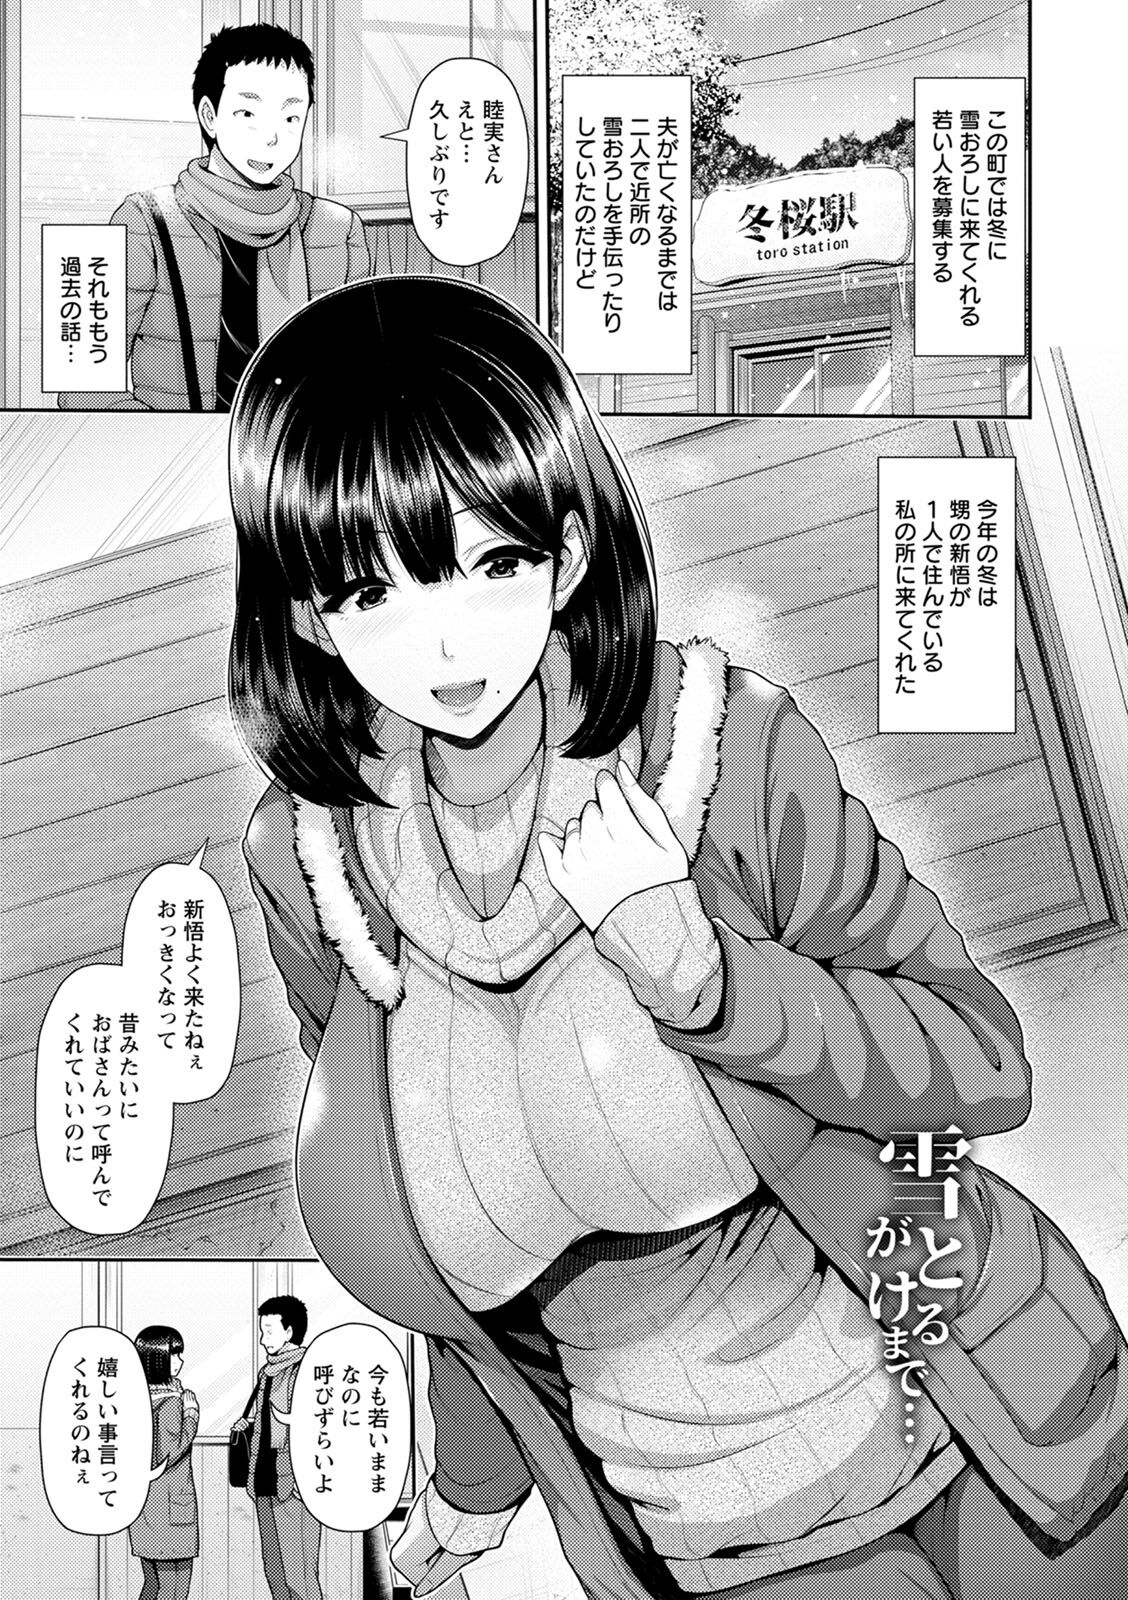 この町では冬に
雪おろしに来てくれる
若い人を募集する
冬桜駅
toro station
夫が亡くなるまでは
二人で近所の
雪おろしを手伝ったり
していたのだけど
睦実さん
えと…
久しぶりです
それももう
過去の話…
今年の冬は
甥の新悟が
1人で住んでいる
私の所に来てくれた
新悟よく来たねぇ
おっきくなって
昔みたいに
おばさんって呼んで
くれていいのに
雪がとけるまで…
今も若いまま
なのに
呼びずらいよ
嬉しい事言って
くれるのねぇ